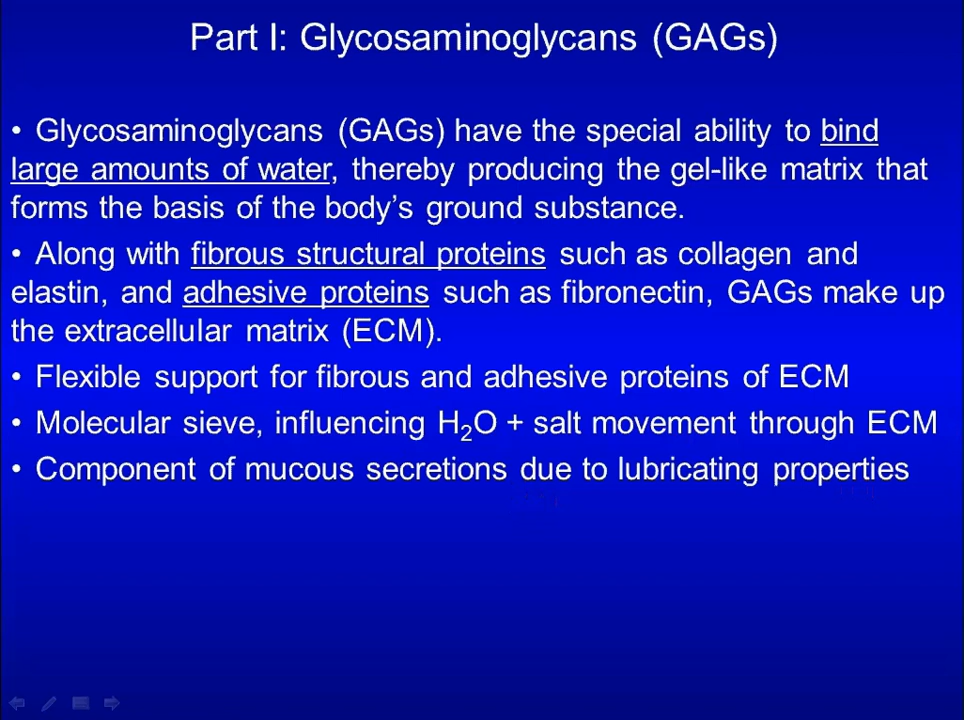 Part I: Glycosaminoglycans (GAGs)
• Glycosaminoglycans (GAGs) have the special ability to bind
large amounts of water, thereby producing the gel-like matrix that
forms the basis of the body’s ground substance.
• Along with fibrous structural proteins such as collagen and
elastin, and adhesive proteins such as fibronectin, GAGs make up
the extracellular matrix (ECM).
• Flexible support for fibrous and adhesive proteins of ECM
• Molecular sieve, influencing H₂O + salt movement through ECM
• Component of mucous secretions due to lubricating properties